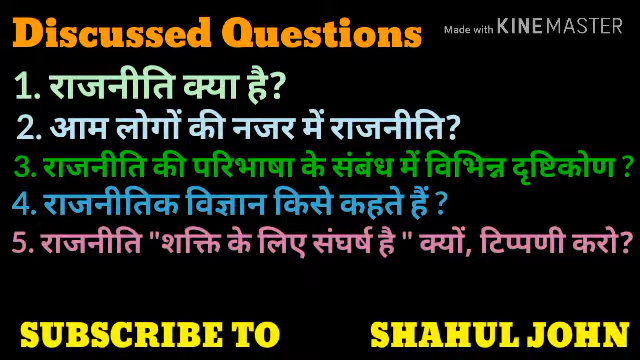 Discussed Questions
Made with KINEMASTER
1. राजनीति क्या है?
2. आम लोगों की नजर में राजनीति?
3. राजनीति की परिभाषा के संबंध में विभिन्न दृष्टिकोण ?
4. राजनीतिक विज्ञान किसे कहते हैं ?
5. राजनीति "शक्ति के लिए संघर्ष है " क्यों, टिप्पणी करो?
SUBSCRIBE TO SHAHUL JOHN